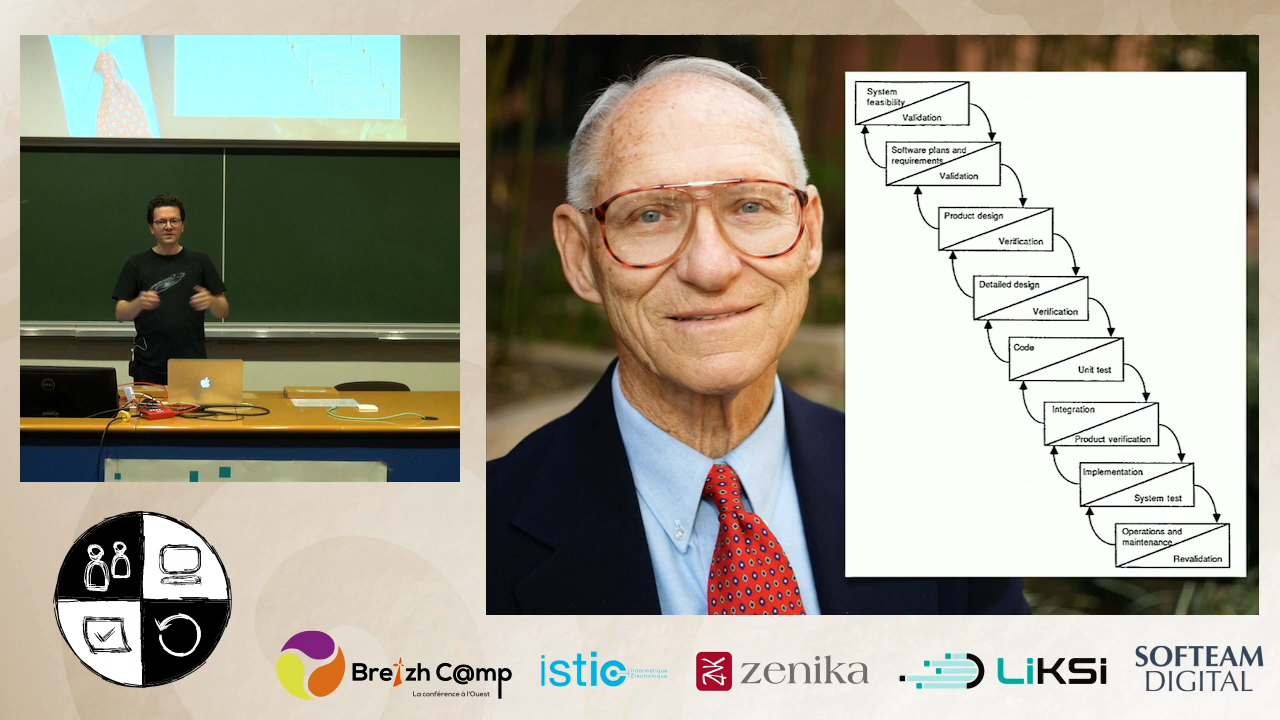 System
feasibility
Validation
Software plans and
requirements
Validation
Product design
Verification
Detailed design
Verification
Code
Unit test
Integration
Product verification
Implementation
System test
Operations and
maintenance
Revalidation
DELL
Breizh C@mp
La conférence à l'Ouest
istic
Informatique
Électronique
zenika
LiKSi
SOFTEAM
DIGITAL